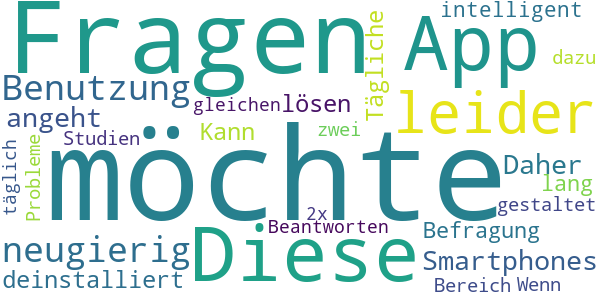 Fragen
App
intelligent
dazu
Tägliche
Benutzung
gleichen
lösen
leider
angeht
Studien
Kann
zwei
täglich
Probleme
möchte
Daher
lang
gestaltet
2x
Beantworten
Diese
Befragung
neugierig
deinstalliert
Smartphones
Bereich
Wenn